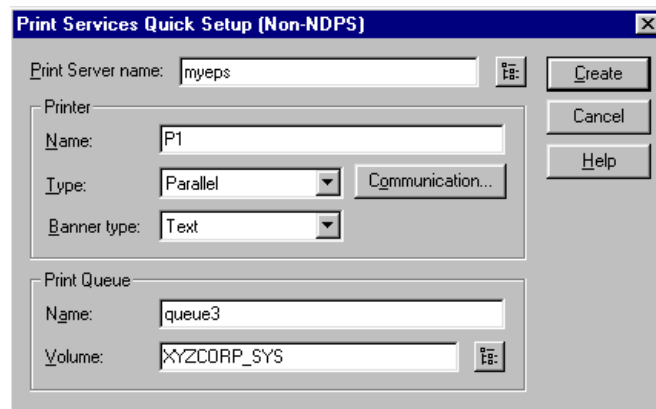 Print Services Quick Setup (Non-NDPS)
Print Server name: myeps
Create
Printer
Cancel
Name: P1
Help
Type: Parallel Communication...
Banner type: Text
Print Queue
Name: queue3
Volume: XYZCORP_SYS